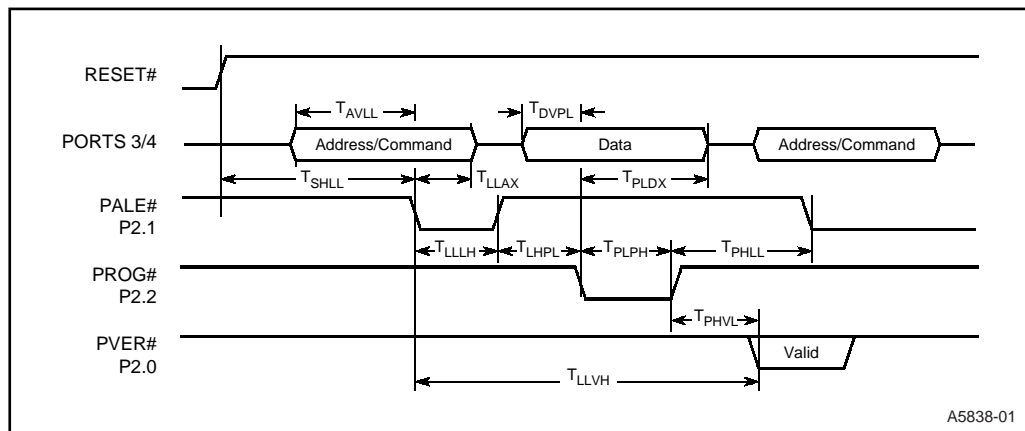 RESET#
T_AVLL
T_DVPL
PORTS 3/4
Address/Command
Data
Address/Command
T_SHLL
T_LLAX
T_PLDX
PALE#
P2.1
T_LLLH
T_LHPL
T_PLPH
T_PHLL
PROG#
P2.2
T_PHVL
PVER#
P2.0
Valid
T_LLVH
A5838-01